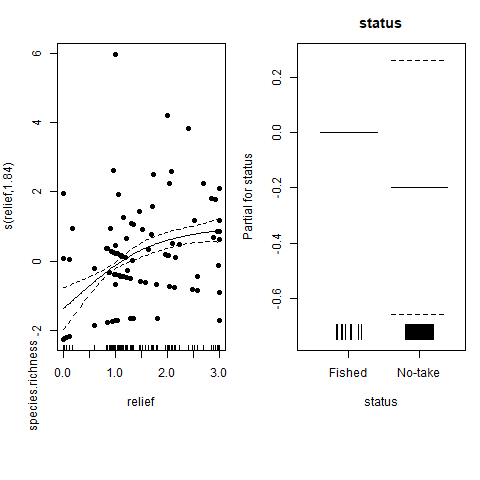 status
s(relief,1.84)
6
4
2
0
-2
species.richness
0.0 1.0 2.0 3.0
relief
Partial for status
0.2
0.0
-0.2
-0.4
-0.6
Fished No-take
status